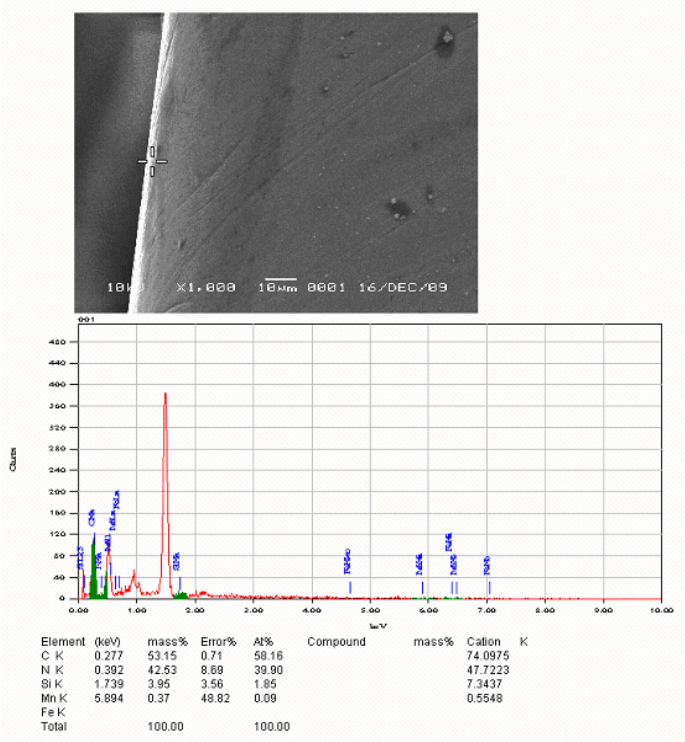 10k X1,000 10µm 0001 16/DEC/09
001
480
440
400
360
320
280
240
200
160
120
80
40
0
Counts
0.00 1.00 2.00 3.00 4.00 5.00 6.00 7.00 8.00 9.00 10.00
keV
Element (keV) mass% Error% At% Compound mass% Cation K
C K 0.277 53.15 0.71 58.16 74.0975
N K 0.392 42.53 8.69 39.90 47.7223
Si K 1.739 3.95 3.56 1.85 7.3437
Mn K 5.894 0.37 48.82 0.09 0.5548
Fe K
Total 100.00 100.00